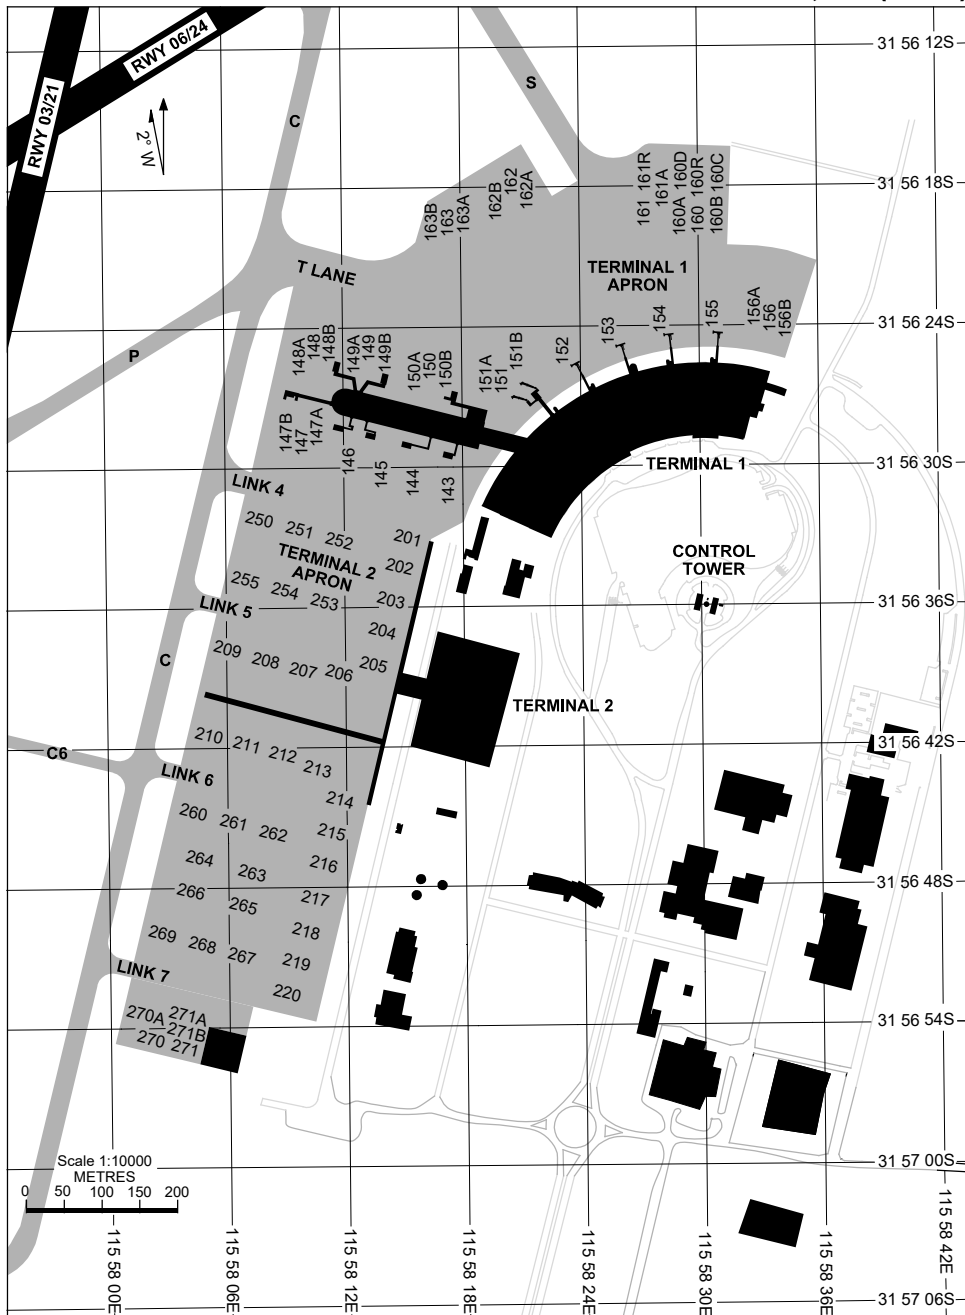 31 56 12S
RWY 06/24
RWY 03/21
S
C
2° W
31 56 18S
163B
163
163A
162B
162
162A
161
161R
161A
160A
160D
160
160R
160B
160C
T LANE
TERMINAL 1
APRON
31 56 24S
P
148A
148
148B
149A
149
149B
150A
150
150B
151A
151
151B
152
153
154
155
156A
156
156B
147B
147
147A
146
145
144
143
31 56 30S
TERMINAL 1
LINK 4
250
251
252
201
TERMINAL 2
APRON
202
CONTROL
TOWER
255
254
253
203
31 56 36S
LINK 5
204
209
208
207
206
205
C
TERMINAL 2
210
211
212
213
31 56 42S
C6
LINK 6
214
260
261
262
215
264
263
216
31 56 48S
266
265
217
218
269
268
267
219
LINK 7
220
270A
271A
271B
270
271
31 56 54S
Scale 1:10000
METRES
0 50 100 150 200
31 57 00S
115 58 00E
115 58 06E
115 58 12E
115 58 18E
115 58 24E
115 58 30E
115 58 36E
115 58 42E
31 57 06S